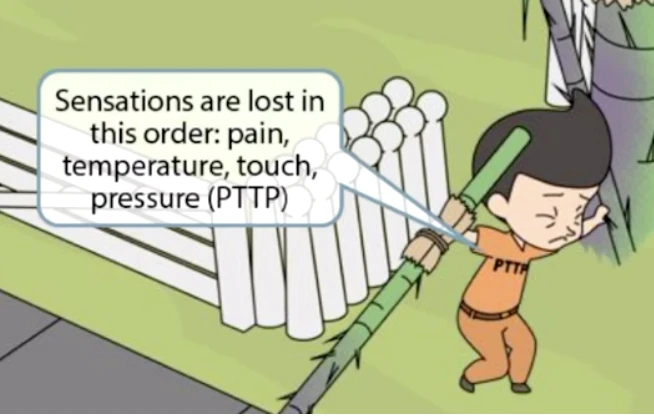 Sensations are lost in
this order: pain,
temperature, touch,
pressure (PTTP)
PTTP